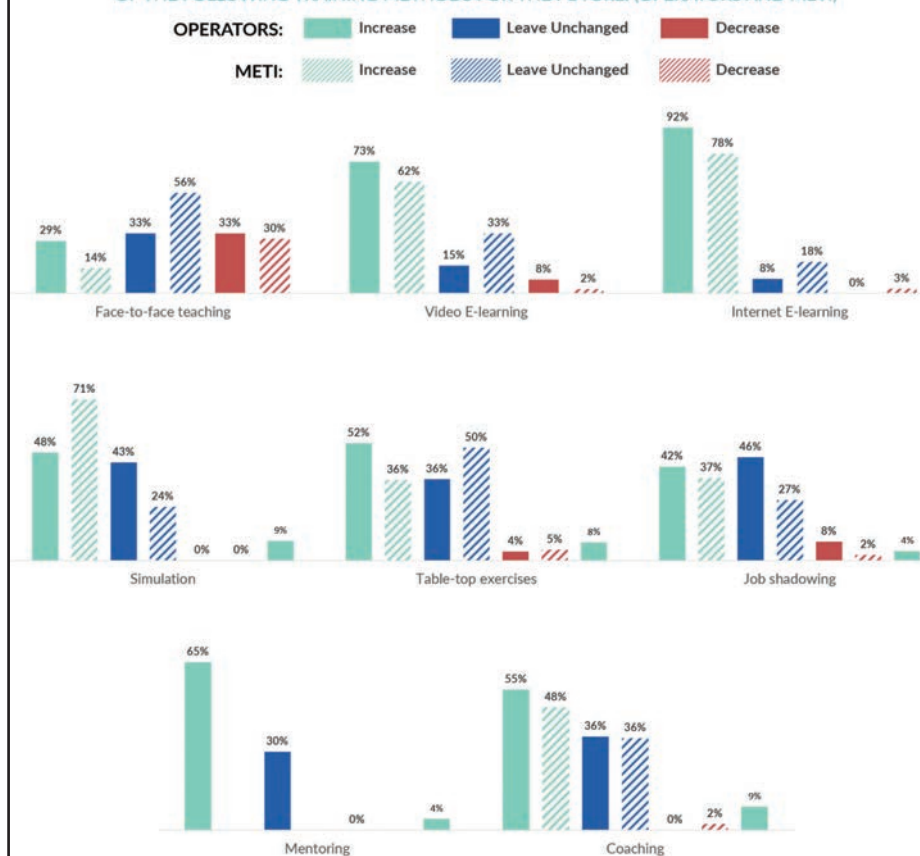 OPERATORS: Increase Leave Unchanged Decrease
METI: Increase Leave Unchanged Decrease
92%
73% 78%
62%
56%
29% 33% 33% 30% 33%
14% 15% 8% 2% 8% 18% 0% 3%
Face-to-face teaching Video E-learning Internet E-learning
71%
48% 43% 52% 50% 42% 46%
24% 36% 36% 37% 27%
0% 0% 9% 4% 5% 8% 8% 2% 4%
Simulation Table-top exercises Job shadowing
65%
55% 48%
30% 36% 36%
0% 4% 0% 2% 9%
Mentoring Coaching